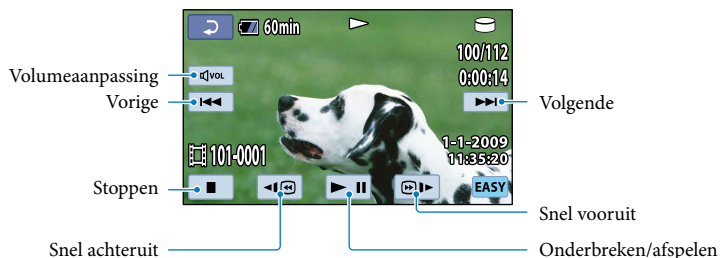 60min
100/112
0:00:14
Volumeaanpassing
VOL
Vorige
Volgende
1-1-2009
11:35:20
101-0001
Stoppen
EASY
Snel vooruit
Snel achteruit
Onderbreken/afspelen